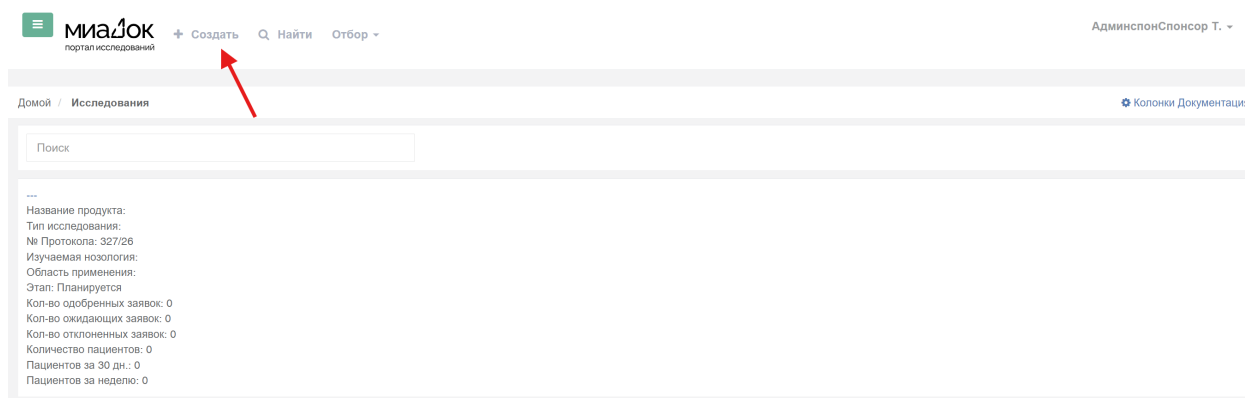 миаДок
портал исследований
Создать
Найти
Отбор
АдминспонСпонсор Т.
Домой / Исследования
Колонки Документация
Поиск
---
Название продукта:
Тип исследования:
№ Протокола: 327/26
Изучаемая нозология:
Область применения:
Этап: Планируется
Кол-во одобренных заявок: 0
Кол-во ожидающих заявок: 0
Кол-во отклоненных заявок: 0
Количество пациентов: 0
Пациентов за 30 дн.: 0
Пациентов за неделю: 0